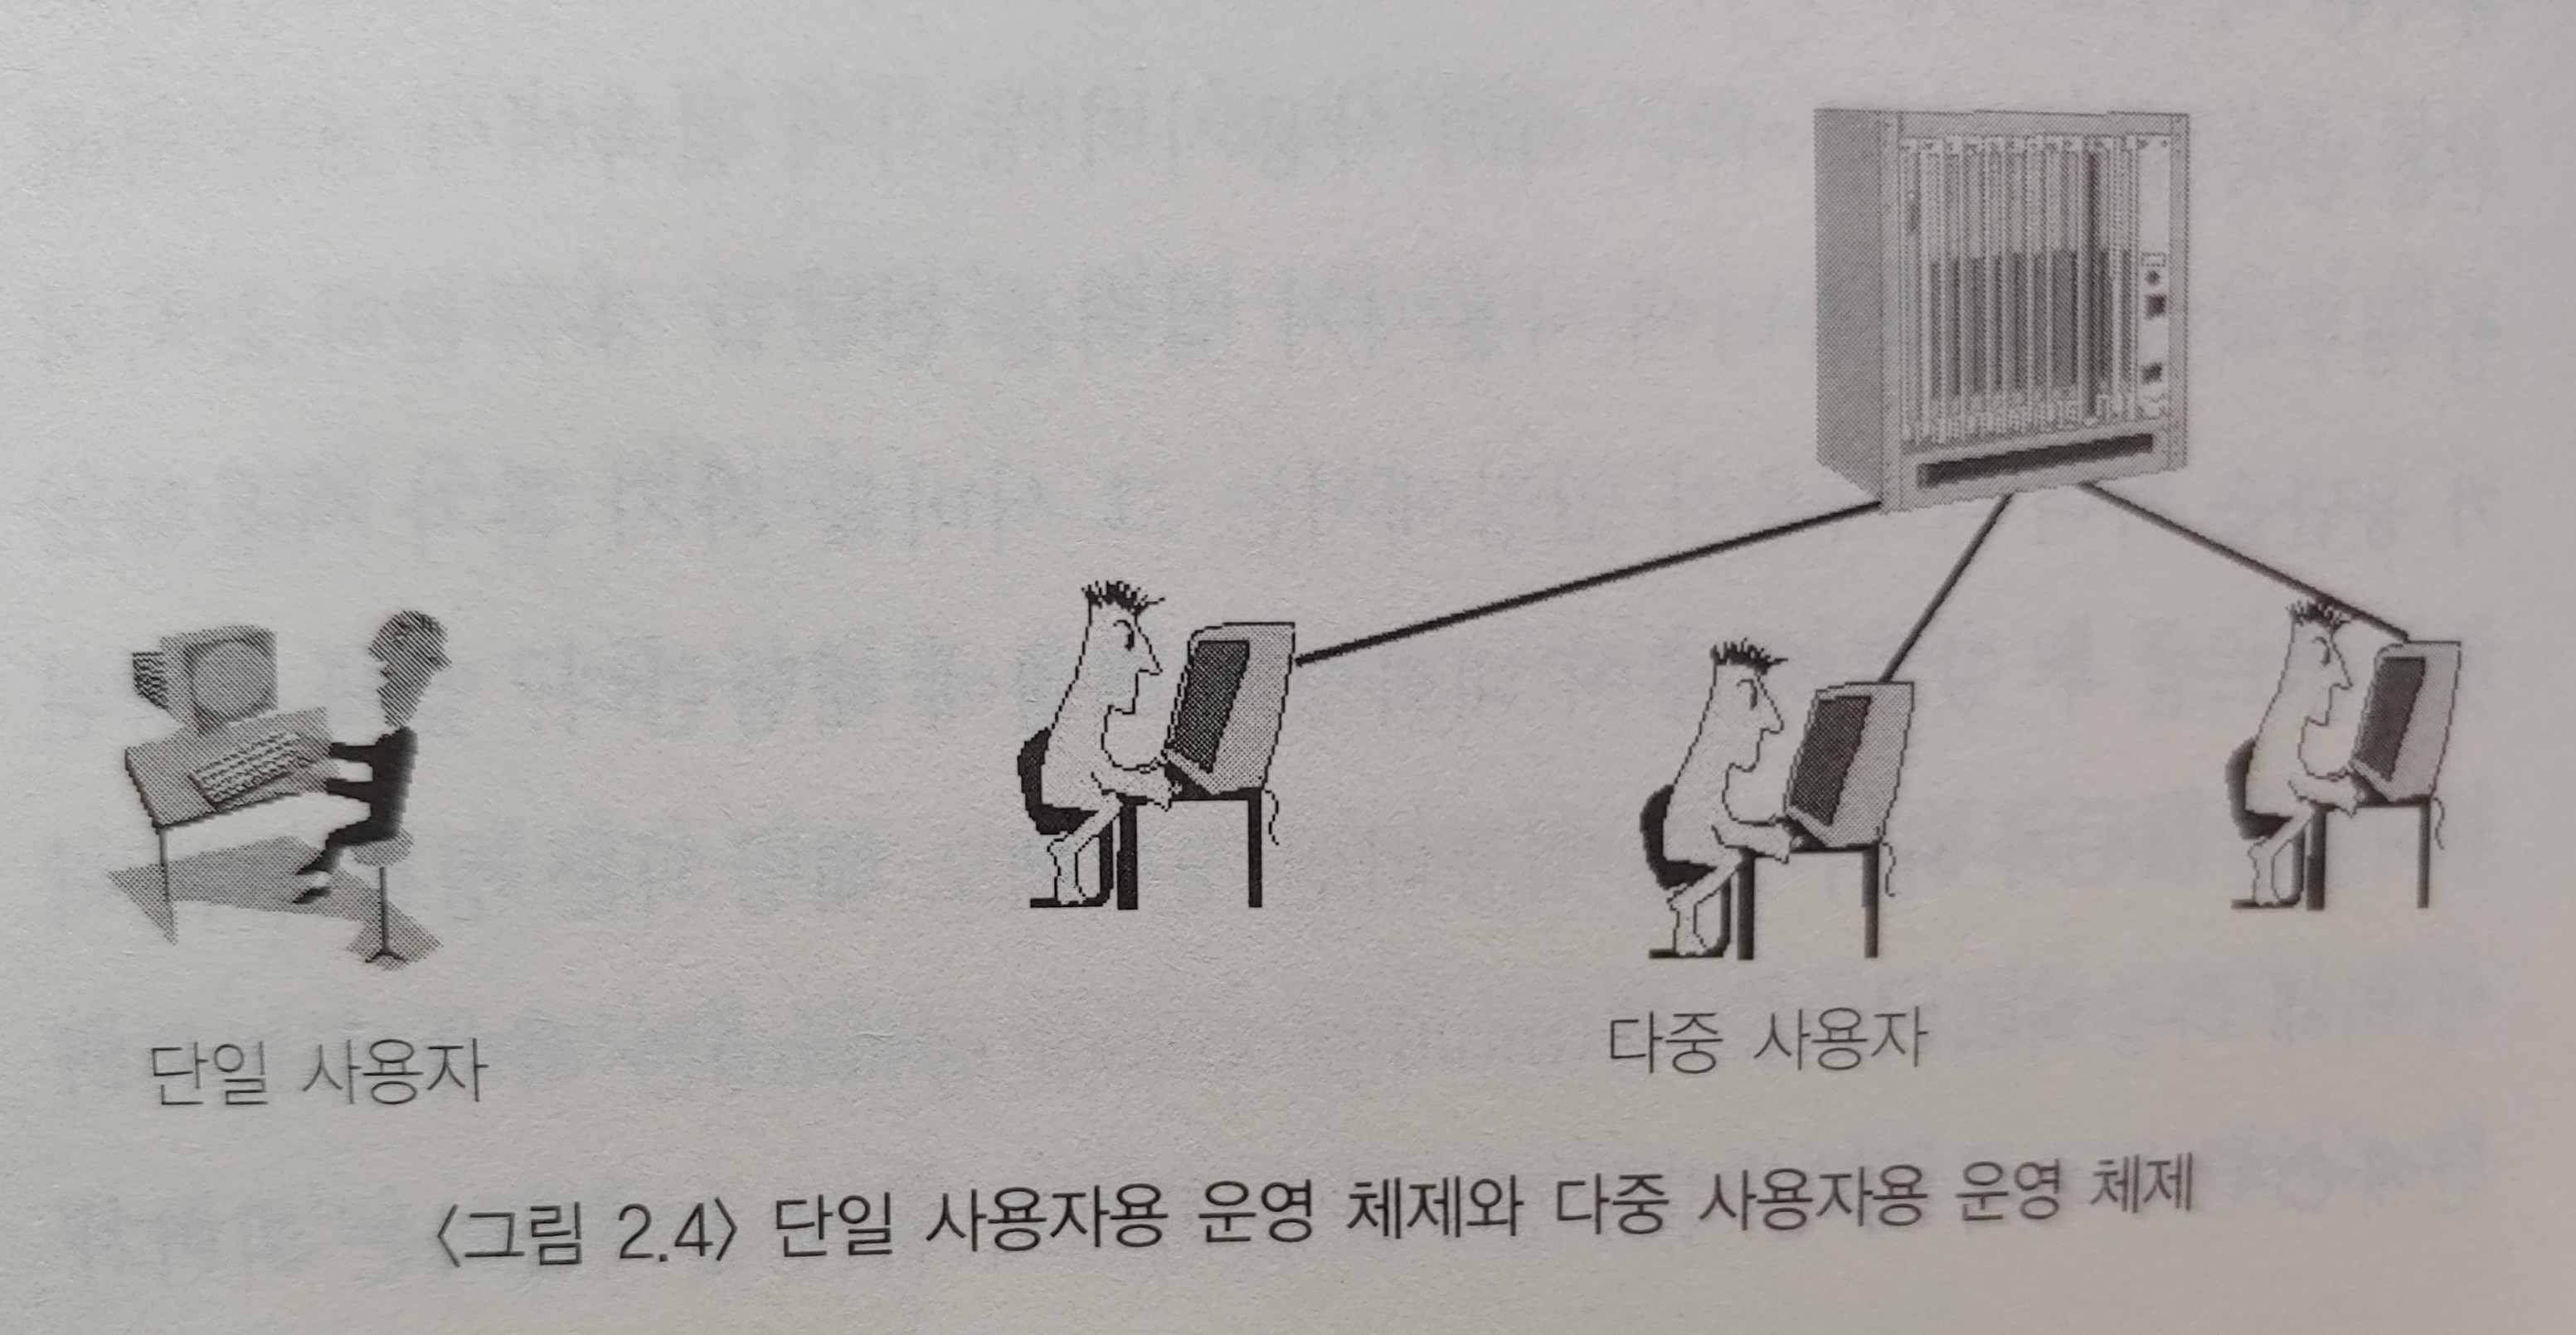 단일 사용자
다중 사용자
〈그림 2.4〉 단일 사용자용 운영 체제와 다중 사용자용 운영 체제